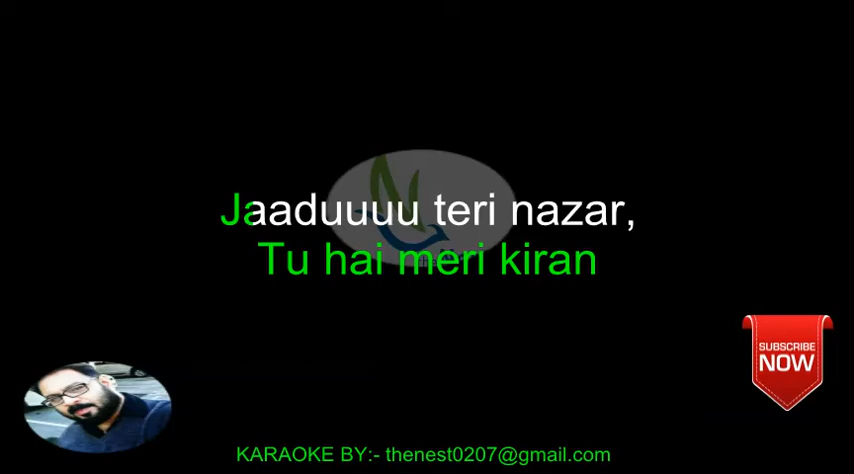 Jaaduuuu teri nazar,
Tu hai meri kiran
SUBSCRIBE
NOW
KARAOKE BY:- thenest0207@gmail.com